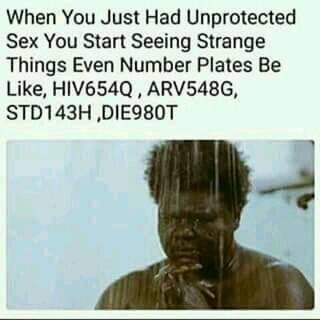 When You Just Had Unprotected
Sex You Start Seeing Strange
Things Even Number Plates Be
Like, HIV654Q , ARV548G,
STD143H ,DIE980T